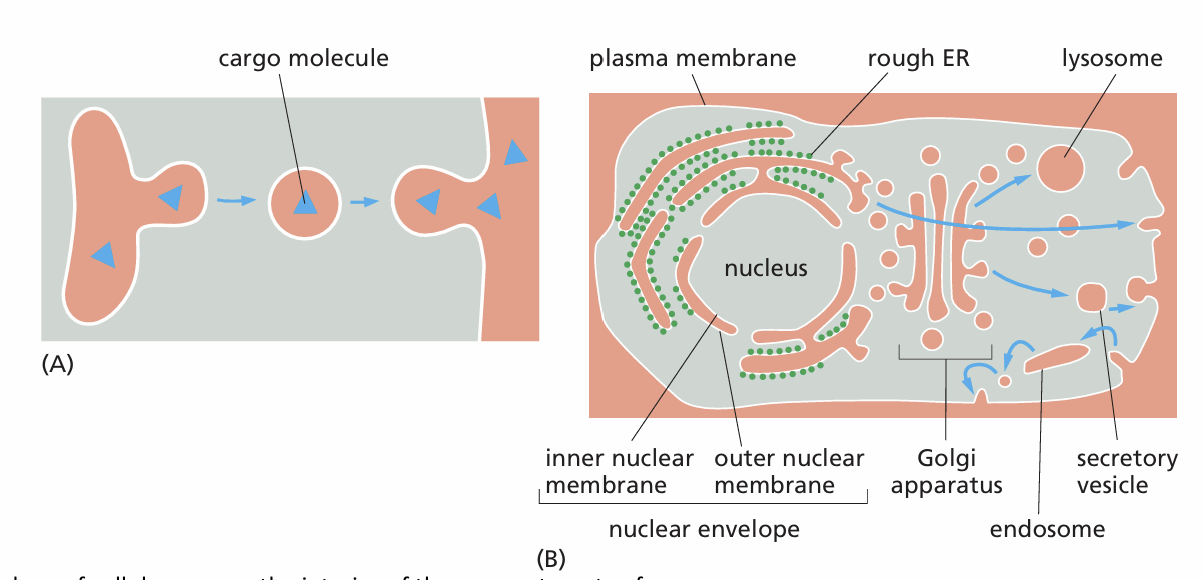 cargo molecule
plasma membrane
rough ER
lysosome
nucleus
(A)
inner nuclear
membrane
outer nuclear
membrane
Golgi
apparatus
secretory
vesicle
nuclear envelope
endosome
(B)